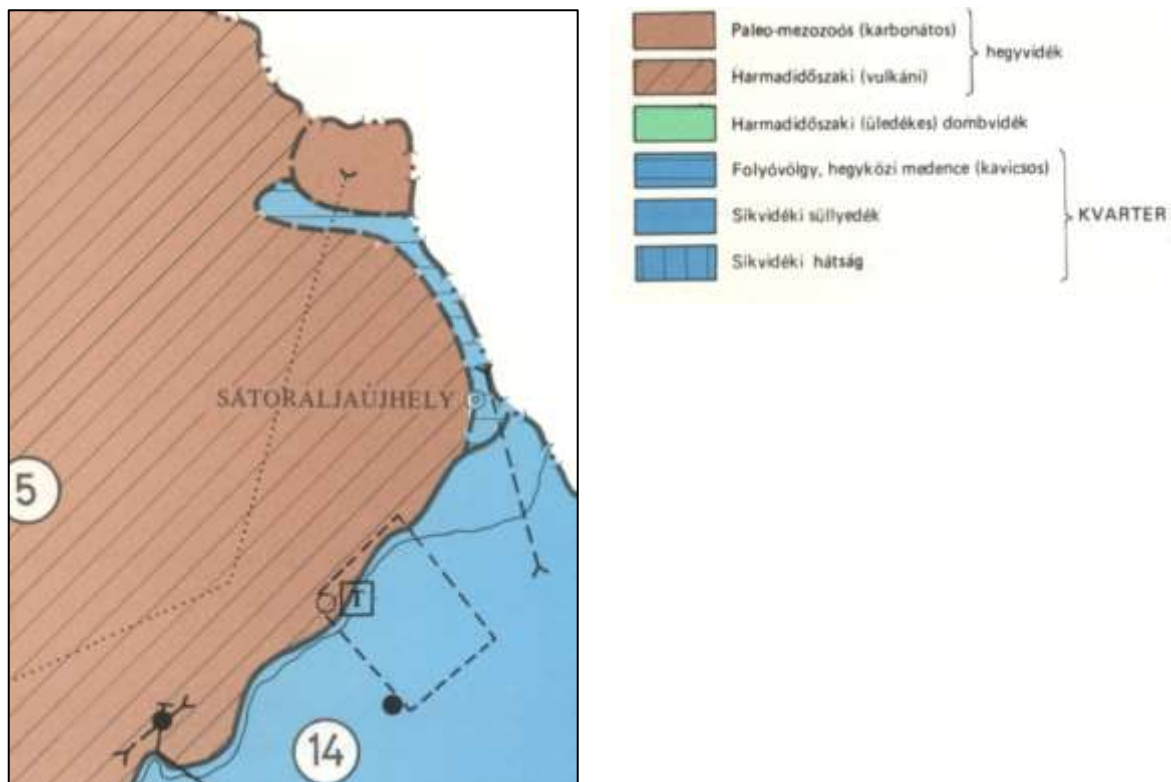 SÁTORALJAÚJHELY
5
T
14
Paleo-mezozoós (karbonátos)
Harmadidőszaki (vulkáni)
hegyvidék
Harmadidőszaki (üledékes) dombvidék
Folyóvölgy, hegyközi medence (kavicsos)
Síkvidéki süllyedék
Síkvidéki hátság
KVARTER